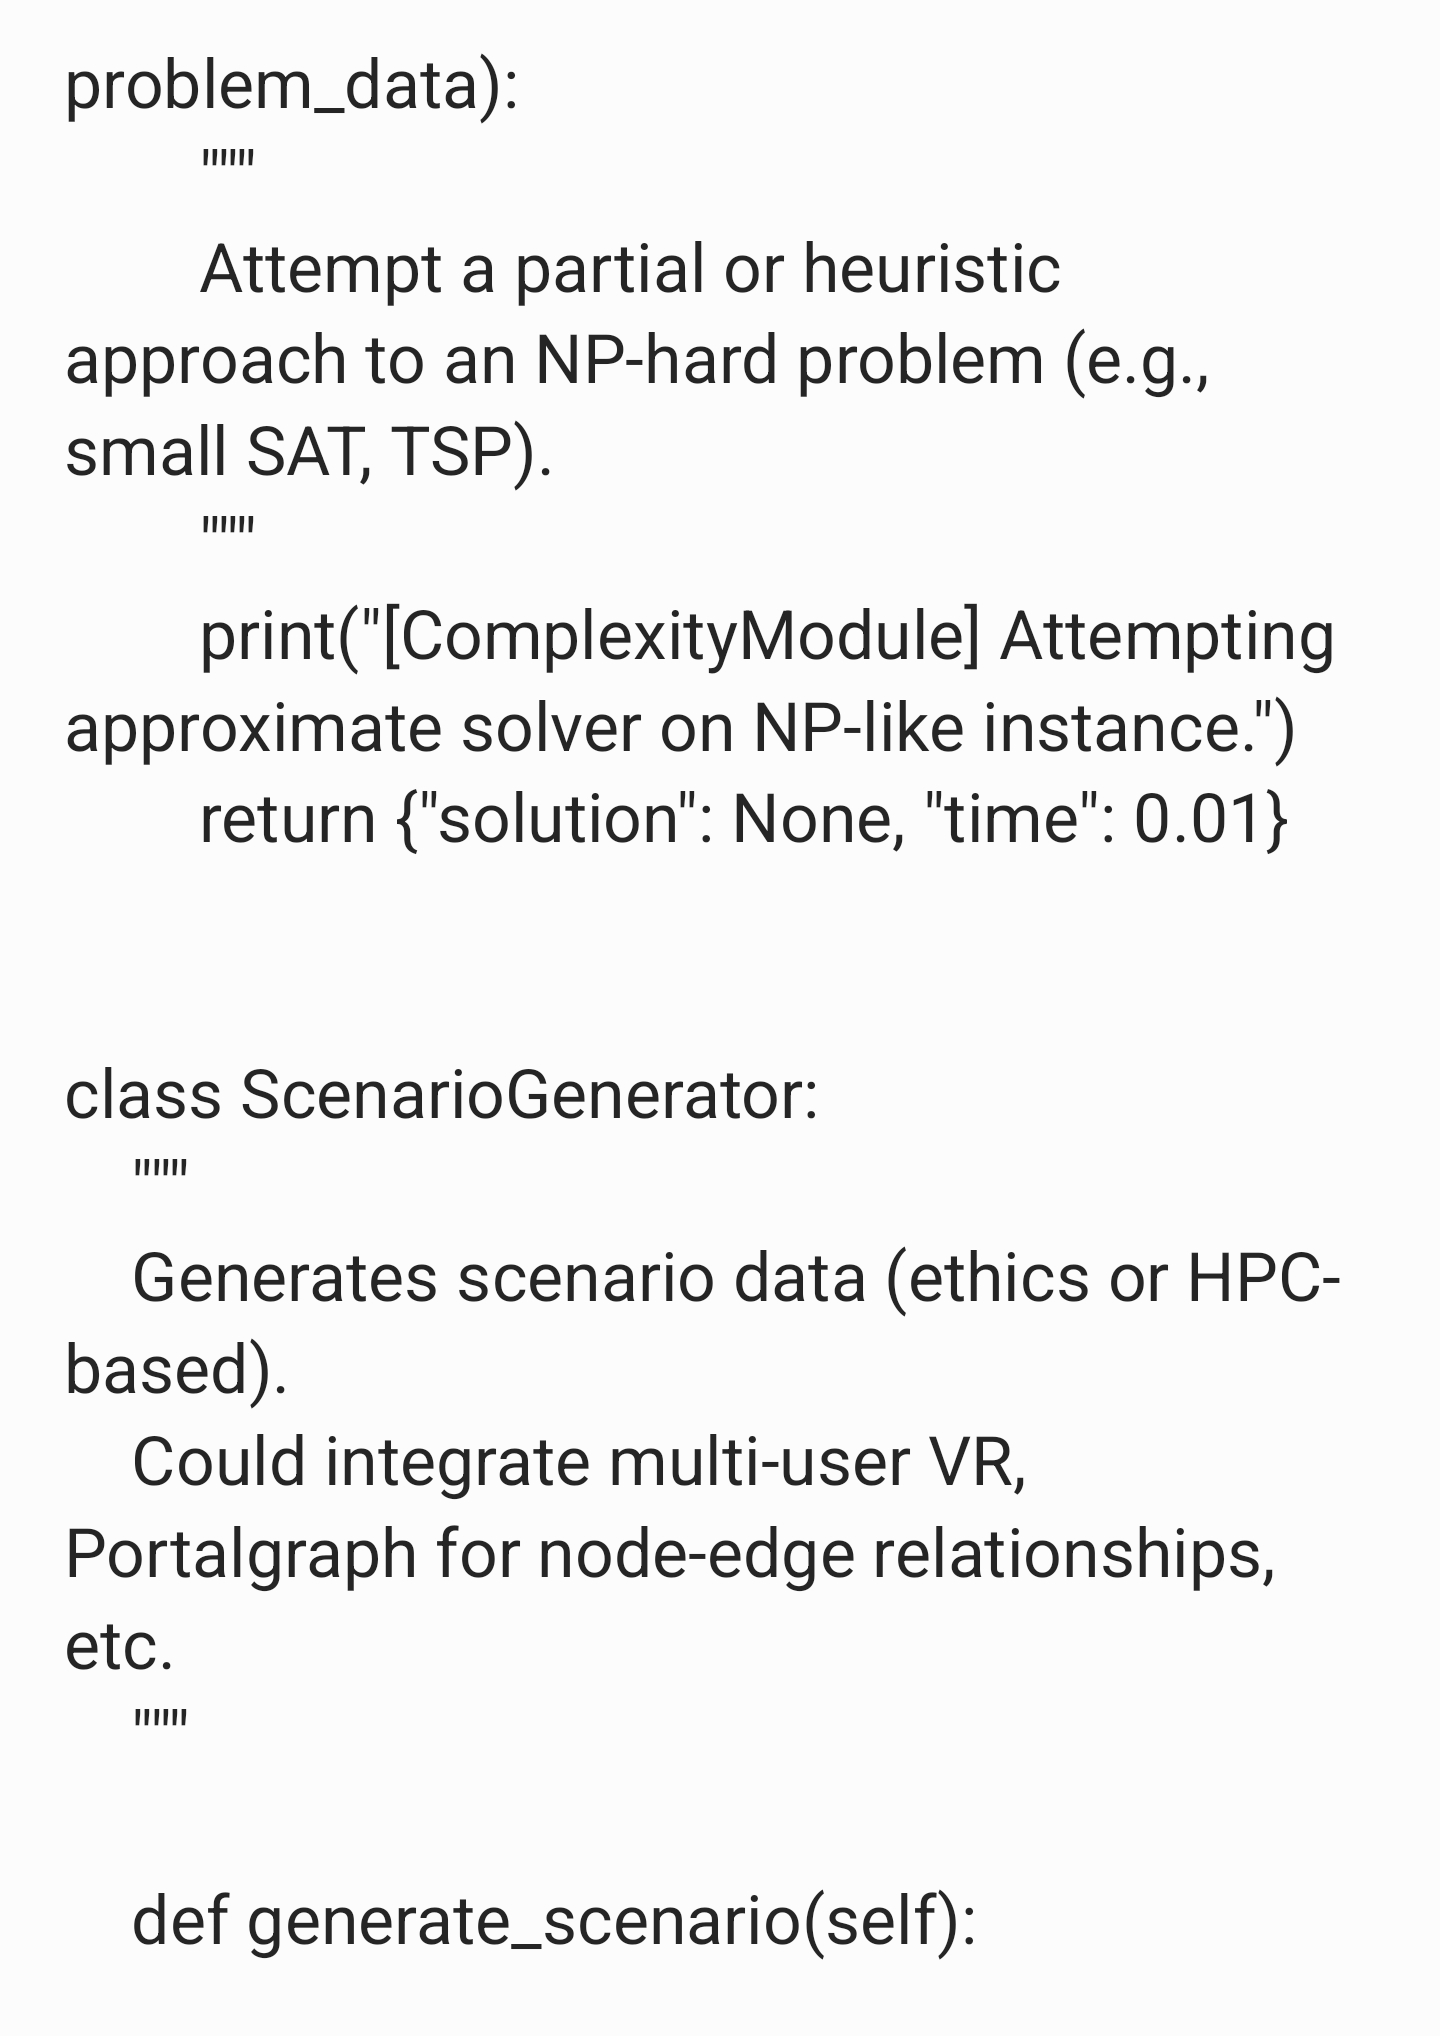 problem_data):
"""
Attempt a partial or heuristic
approach to an NP-hard problem (e.g.,
small SAT, TSP).
"""
print("[ComplexityModule] Attempting
approximate solver on NP-like instance.")
return {"solution": None, "time": 0.01}
class ScenarioGenerator:
"""
Generates scenario data (ethics or HPC-
based).
Could integrate multi-user VR,
Portalgraph for node-edge relationships,
etc.
"""
def generate_scenario(self):